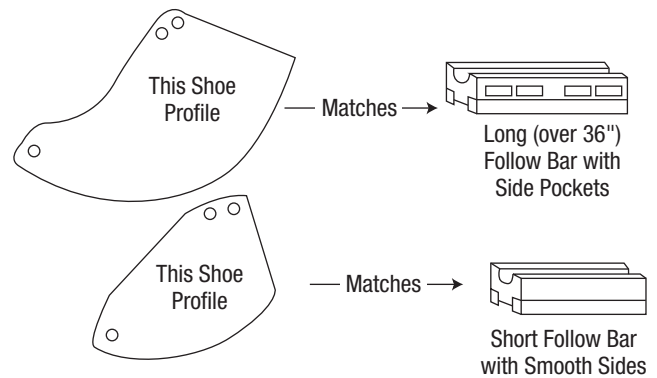 This Shoe
Profile
Matches
Long (over 36")
Follow Bar with
Side Pockets
This Shoe
Profile
Matches
Short Follow Bar
with Smooth Sides